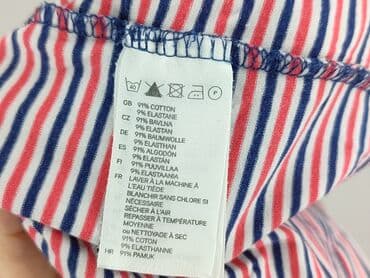 40
GB 91% COTTON
9% ELASTANE
CZ 91% BAVLNA
9% ELASTAN
DE 91% BAUMWOLLE
9% ELASTHAN
ES 91% ALGODÓN
9% ELASTÁN
FI 91% PUUVILLAA
9% ELASTAANIA
FR LAVER À LA MACHINE À
L'EAU TIÈDE
BLANCHIR SANS CHLORE SI
NÉCESSAIRE
SÉCHER À L'AIR
REPASSER À TEMPÉRATURE
MOYENNE
ou NETTOYAGE À SEC
91% COTON
9% ELASTHANNE
HR 91% PAMUK